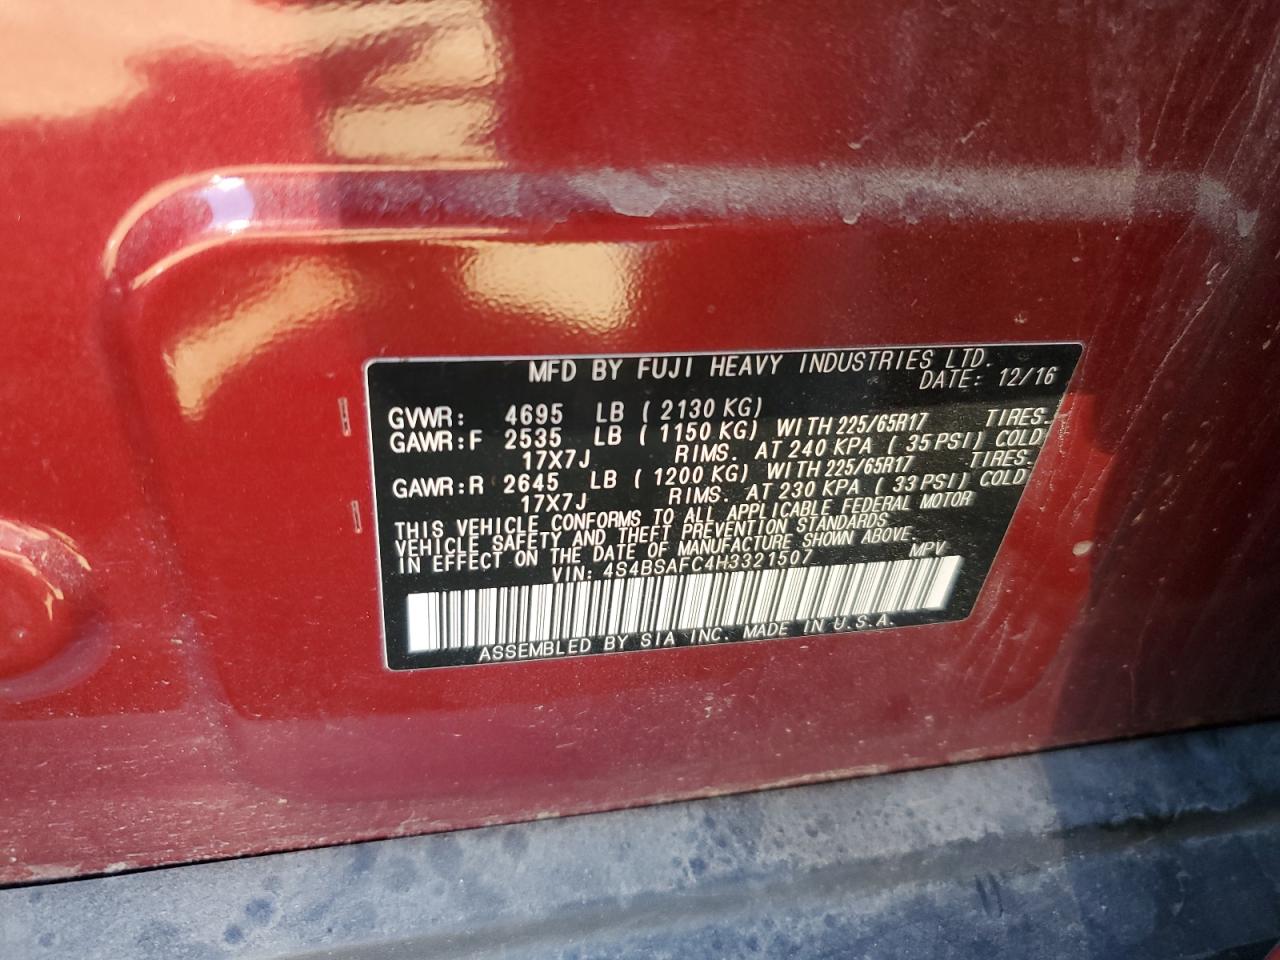 MFD BY FUJI HEAVY INDUSTRIES LTD.
DATE: 12/16
GVWR: 4695 LB ( 2130 KG)
GAWR:F 2535 LB ( 1150 KG) WITH 225/65R17 TIRES.
17X7J RIMS. AT 240 KPA ( 35 PSI) COLD
GAWR:R 2645 LB ( 1200 KG) WITH 225/65R17 TIRES.
17X7J RIMS. AT 230 KPA ( 33 PSI) COLD
THIS VEHICLE CONFORMS TO ALL APPLICABLE FEDERAL MOTOR
VEHICLE SAFETY AND THEFT PREVENTION STANDARDS
IN EFFECT ON THE DATE OF MANUFACTURE SHOWN ABOVE.
VIN: 4S4BSAFC4H3321507 MPV
ASSEMBLED BY SIA INC. MADE IN U.S.A.